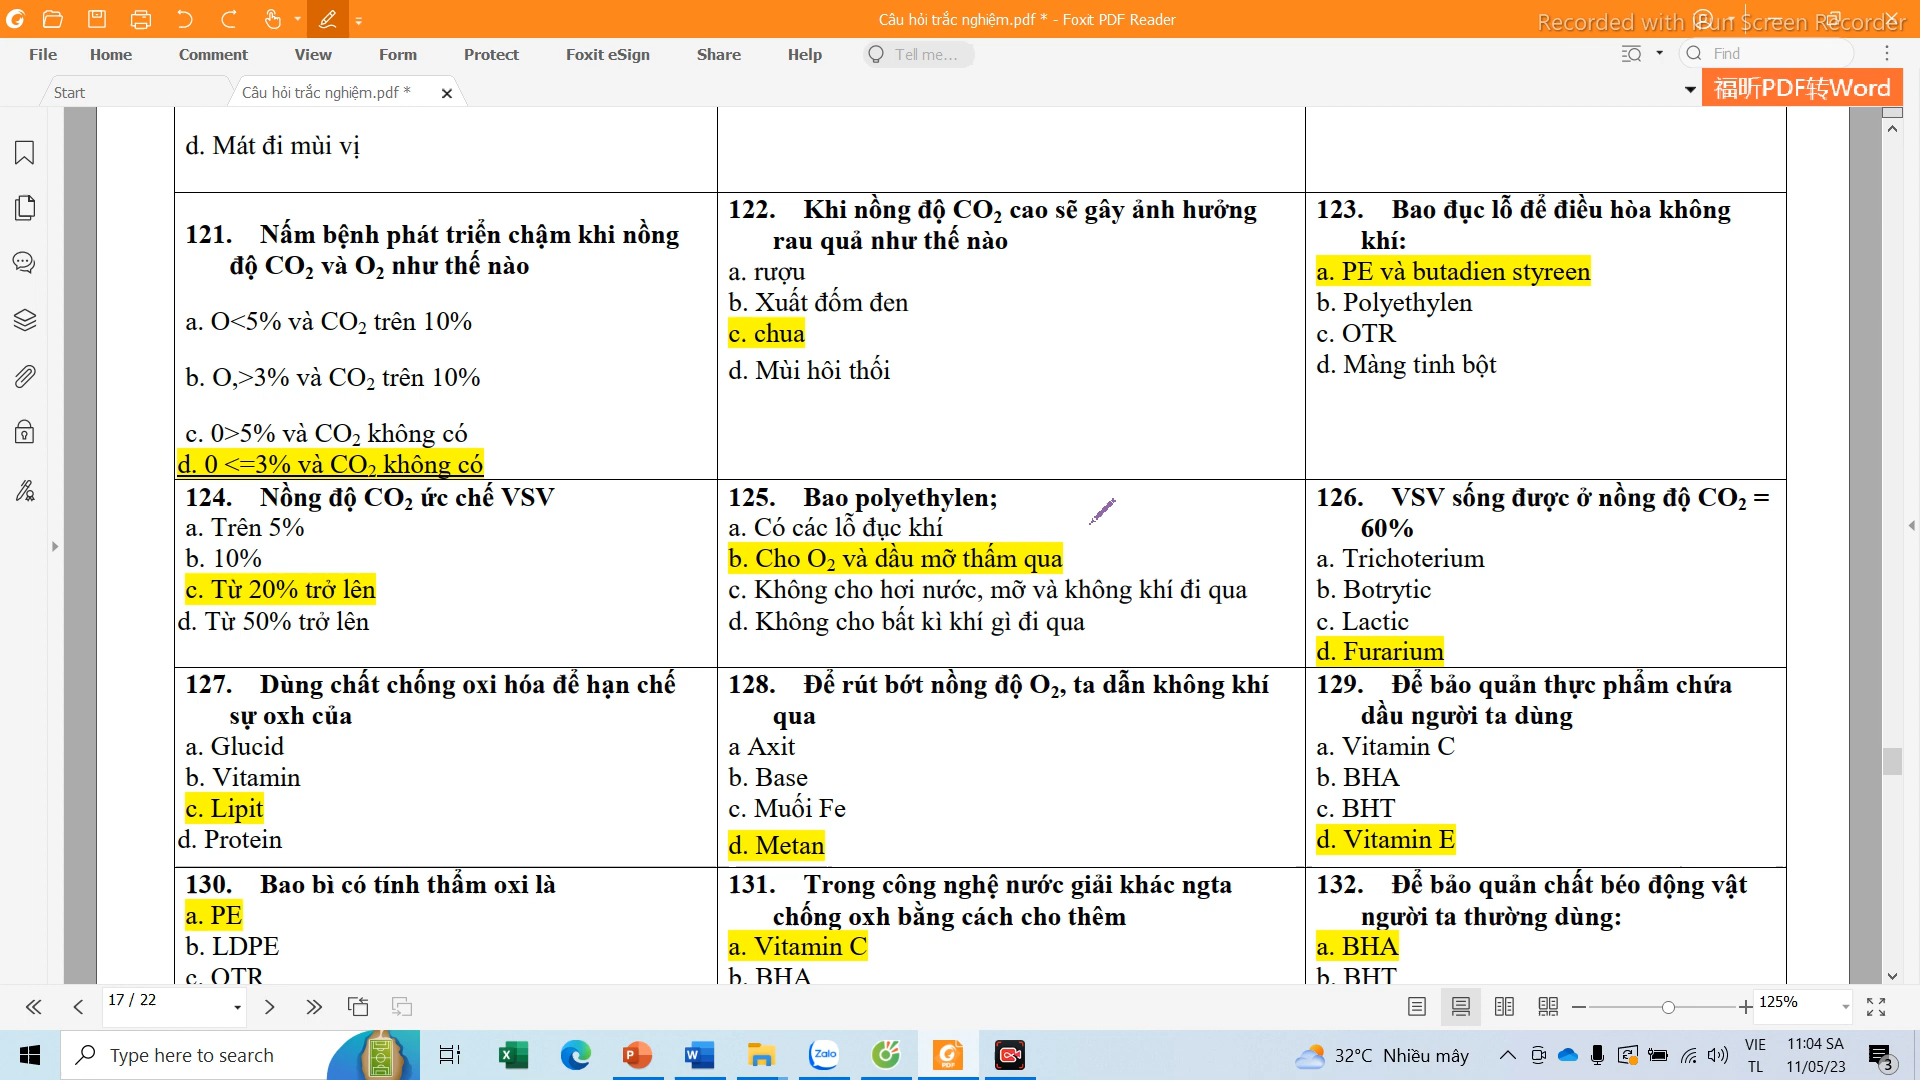 Câu hỏi trắc nghiệm.pdf * - Foxit PDF Reader
Recorded with iFun Screen Recorder
File Home Comment View Form Protect Foxit eSign Share Help Tell me... Find
Start
Câu hỏi trắc nghiệm.pdf *
福昕PDF转Word
d. Mát đi mùi vị
121. Nấm bệnh phát triển chậm khi nồng
độ CO₂ và O₂ như thế nào
a. O<5% và CO₂ trên 10%
b. O,>3% và CO₂ trên 10%
c. 0>5% và CO₂ không có
d. 0 <=3% và CO₂ không có
122. Khi nồng độ CO₂ cao sẽ gây ảnh hưởng
rau quả như thế nào
a. rượu
b. Xuất đốm đen
c. chua
d. Mùi hôi thối
123. Bao đục lỗ để điều hòa không
khí:
a. PE và butadien styreen
b. Polyethylen
c. OTR
d. Màng tinh bột
124. Nồng độ CO₂ ức chế VSV
a. Trên 5%
b. 10%
c. Từ 20% trở lên
d. Từ 50% trở lên
125. Bao polyethylen;
a. Có các lỗ đục khí
b. Cho O₂ và dầu mỡ thấm qua
c. Không cho hơi nước, mỡ và không khí đi qua
d. Không cho bất kì khí gì đi qua
126. VSV sống được ở nồng độ CO₂ =
60%
a. Trichoterium
b. Botrytic
c. Lactic
d. Furarium
127. Dùng chất chống oxi hóa để hạn chế
sự oxh của
a. Glucid
b. Vitamin
c. Lipit
d. Protein
128. Để rút bớt nồng độ O₂, ta dẫn không khí
qua
a Axit
b. Base
c. Muối Fe
d. Metan
129. Để bảo quản thực phẩm chứa
dầu người ta dùng
a. Vitamin C
b. BHA
c. BHT
d. Vitamin E
130. Bao bì có tính thẩm oxi là
a. PE
b. LDPE
c. OTR
131. Trong công nghệ nước giải khác ngta
chống oxh bằng cách cho thêm
a. Vitamin C
b. BHA
132. Để bảo quản chất béo động vật
người ta thường dùng:
a. BHA
b. BHT
17 / 22
125%
Type here to search
Zalo
32°C Nhiều mây
VIE
TL
11:04 SA
11/05/23
3